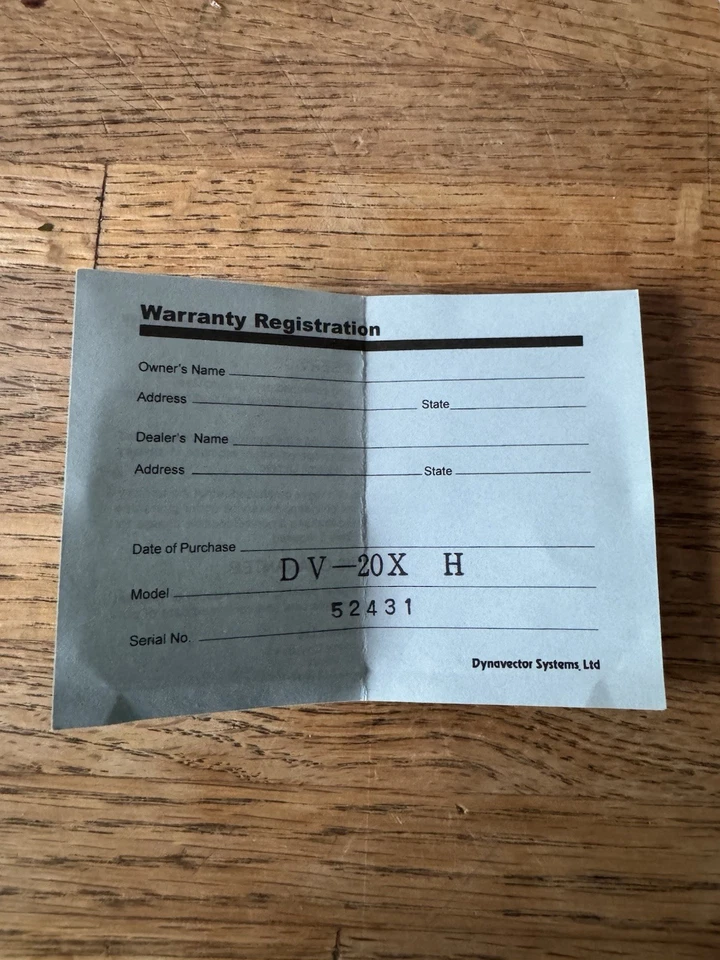 Warranty Registration
Owner's Name
Address State
Dealer's Name
Address State
Date of Purchase
DV-20X H
Model
52431
Serial No.
Dynavector Systems, Ltd